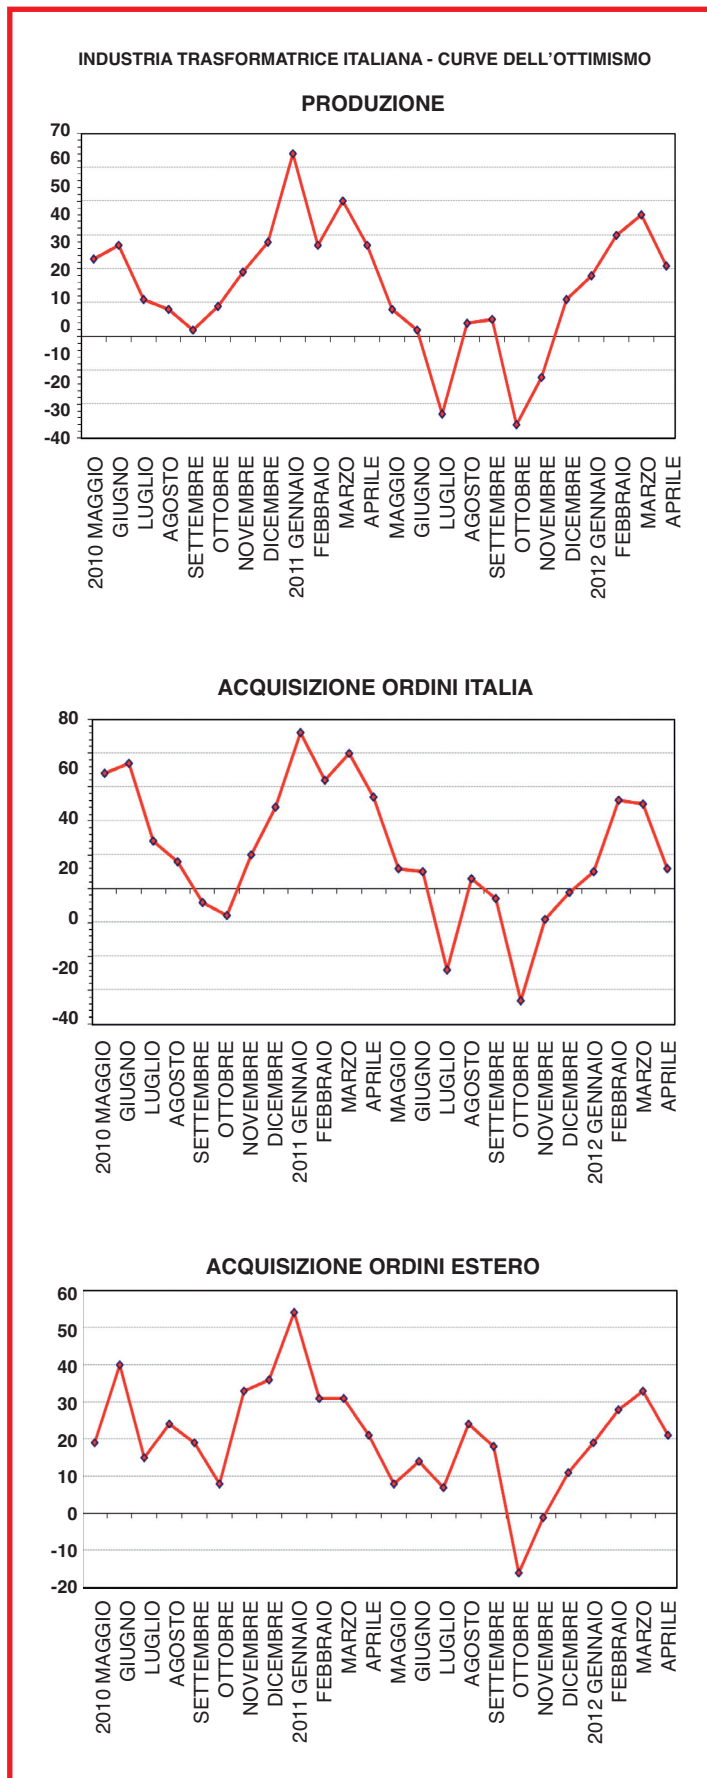 INDUSTRIA TRASFORMATRICE ITALIANA - CURVE DELL'OTTIMISMO
PRODUZIONE
70
60
50
40
30
20
10
0
-10
-20
-30
-40
2010 MAGGIO
GIUGNO
LUGLIO
AGOSTO
SETTEMBRE
OTTOBRE
NOVEMBRE
DICEMBRE
2011 GENNAIO
FEBBRAIO
MARZO
APRILE
MAGGIO
GIUGNO
LUGLIO
AGOSTO
SETTEMBRE
OTTOBRE
NOVEMBRE
DICEMBRE
2012 GENNAIO
FEBBRAIO
MARZO
APRILE
ACQUISIZIONE ORDINI ITALIA
80
60
40
20
0
-20
-40
2010 MAGGIO
GIUGNO
LUGLIO
AGOSTO
SETTEMBRE
OTTOBRE
NOVEMBRE
DICEMBRE
2011 GENNAIO
FEBBRAIO
MARZO
APRILE
MAGGIO
GIUGNO
LUGLIO
AGOSTO
SETTEMBRE
OTTOBRE
NOVEMBRE
DICEMBRE
2012 GENNAIO
FEBBRAIO
MARZO
APRILE
ACQUISIZIONE ORDINI ESTERO
60
50
40
30
20
10
0
-10
-20
2010 MAGGIO
GIUGNO
LUGLIO
AGOSTO
SETTEMBRE
OTTOBRE
NOVEMBRE
DICEMBRE
2011 GENNAIO
FEBBRAIO
MARZO
APRILE
MAGGIO
GIUGNO
LUGLIO
AGOSTO
SETTEMBRE
OTTOBRE
NOVEMBRE
DICEMBRE
2012 GENNAIO
FEBBRAIO
MARZO
APRILE